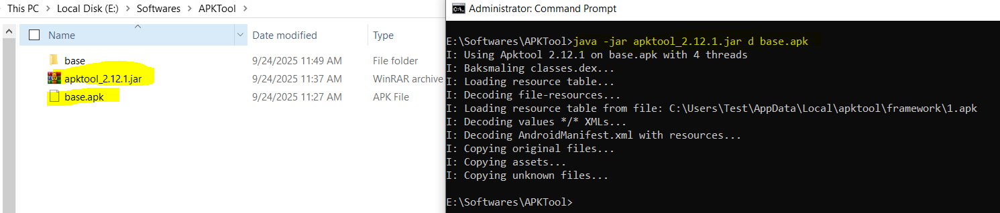 This PC > Local Disk (E:) > Softwares > APKTool >
Name Date modified Type
base 9/24/2025 11:49 AM File folder
apktool_2.12.1.jar 9/24/2025 11:37 AM WinRAR archive
base.apk 9/24/2025 11:27 AM APK File
Administrator: Command Prompt
E:\Softwares\APKTool>java -jar apktool_2.12.1.jar d base.apk
I: Using Apktool 2.12.1 on base.apk with 4 threads
I: Baksmaling classes.dex...
I: Loading resource table...
I: Decoding file-resources...
I: Loading resource table from file: C:\Users\Test\AppData\Local\apktool\framework\1.apk
I: Decoding values */* XMLs...
I: Decoding AndroidManifest.xml with resources...
I: Copying original files...
I: Copying assets...
I: Copying unknown files...
E:\Softwares\APKTool>